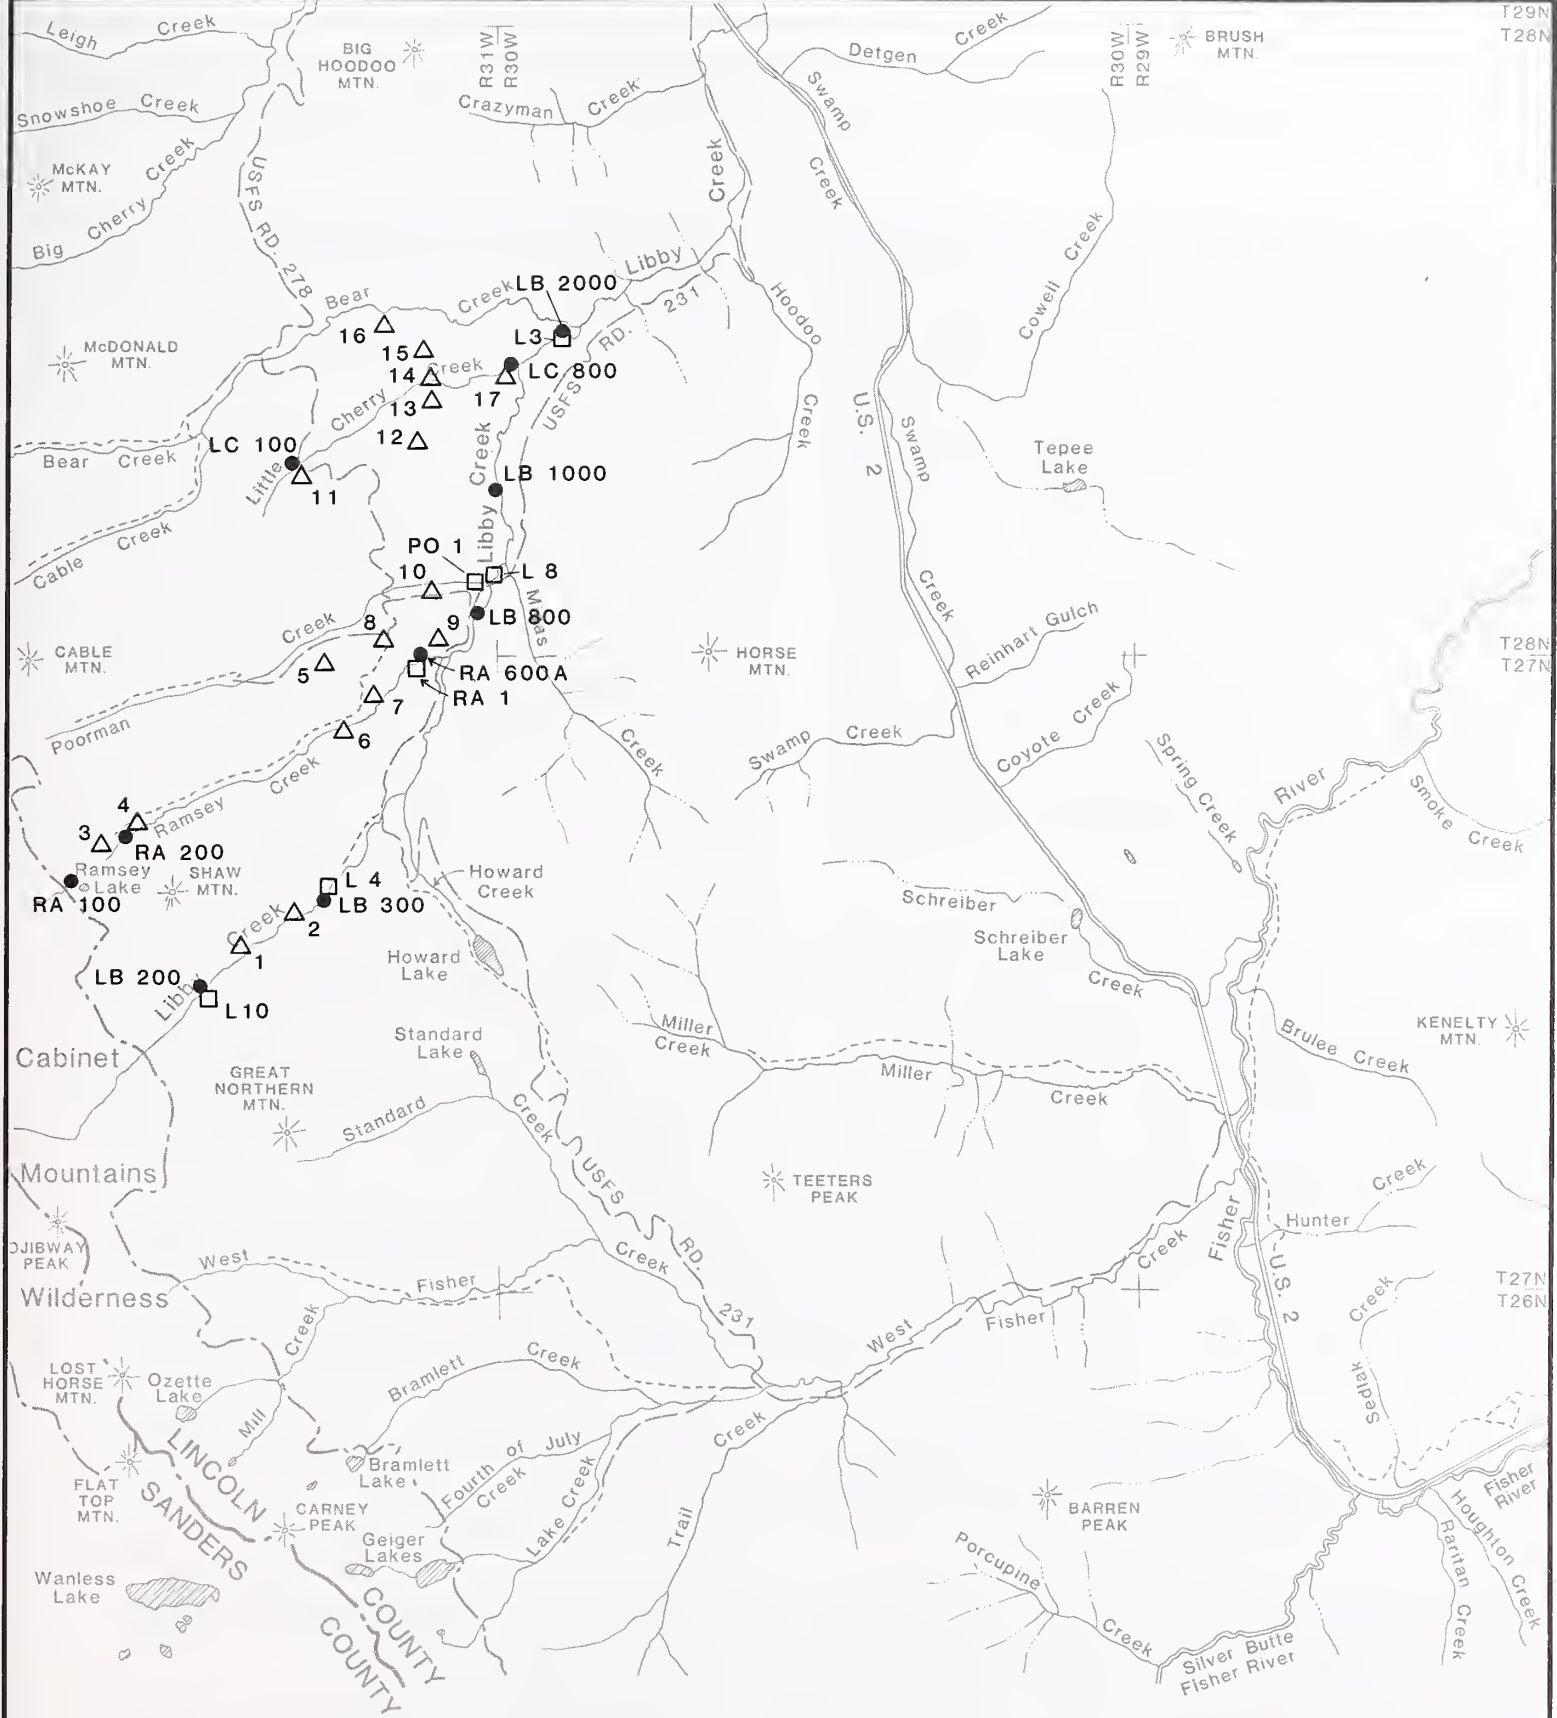 T29N
T28N
Leigh Creek
BIG
HOODOO
MTN.
R31W
R30W
Detgen Creek
R30W
R29W
BRUSH
MTN.
Snowshoe Creek
Crazyman Creek
Swamp
Creek
McKAY
MTN.
Big Cherry Creek
USFS RD. 278
Creek
Libby
231
Hoodoo
Creek
Cowell Creek
Bear Creek
LB 2000
L3
USFS RD.
McDONALD
MTN.
16
15
14
Creek
LC 800
17
13
Cherry
12
U.S. 2
Swamp
Creek
LC 100
Little
11
Bear Creek
Cable Creek
Libby Creek
LB 1000
Tepee
Lake
PO 1
Libby
L 8
10
Midas
LB 800
8
9
Creek
CABLE
MTN.
5
RA 600A
RA 1
7
6
HORSE
MTN.
Reinhart Gulch
T28N
T27N
Poorman
Creek
Swamp Creek
Coyote Creek
Spring Creek
River
Smoke Creek
4
3
Ramsey
Creek
RA 200
Ramsey
Lake
SHAW
MTN.
RA 100
Howard
Creek
L 4
LB 300
2
Creek
1
Howard
Lake
Schreiber
Schreiber
Lake
Creek
LB 200
Libby
L10
Standard
Lake
Miller
Creek
Miller
Creek
Brulee Creek
KENELTY
MTN.
Cabinet
GREAT
NORTHERN
MTN.
Standard
Creek
Mountains
USFS
RD.
231
TEETERS
PEAK
Fisher
Hunter
Creek
OJIBWAY
PEAK
West
Fisher
Creek
Creek
U.S. 2
T27N
T26N
Wilderness
Creek
West
Fisher
Sedlak
Creek
LOST
HORSE
MTN.
Ozette
Lake
Mill
Bramlett Creek
LINCOLN
SANDERS
Bramlett
Lake
Fourth of July
Creek
Creek
FLAT
TOP
MTN.
CARNEY
PEAK
Geiger
Lakes
Lake Creek
Trail
BARREN
PEAK
Fisher
River
Houghton Creek
Raritan Creek
Wanless
Lake
COUNTY
COUNTY
Porcupine
Creek
Silver Butte
Fisher River